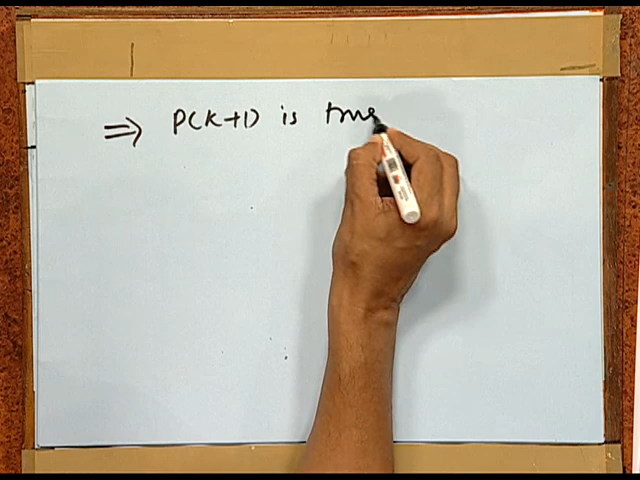 ⇒ P(K+1) is true